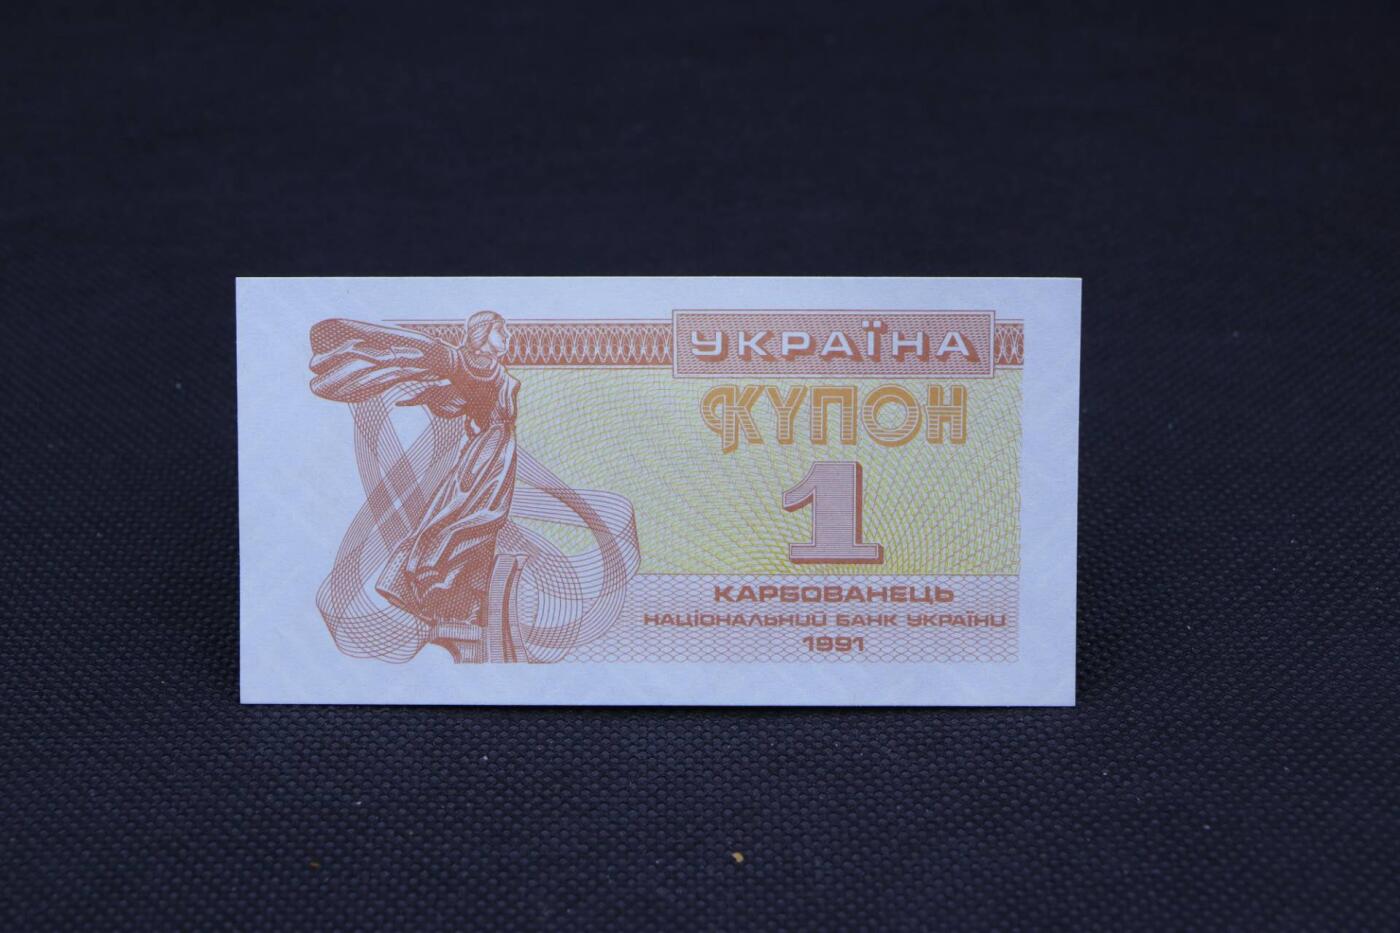 УКРАЇНА
КУПОН
1
КАРБОВАНЕЦЬ
НАЦІОНАЛЬНИЙ БАНК УКРАЇНИ
1991